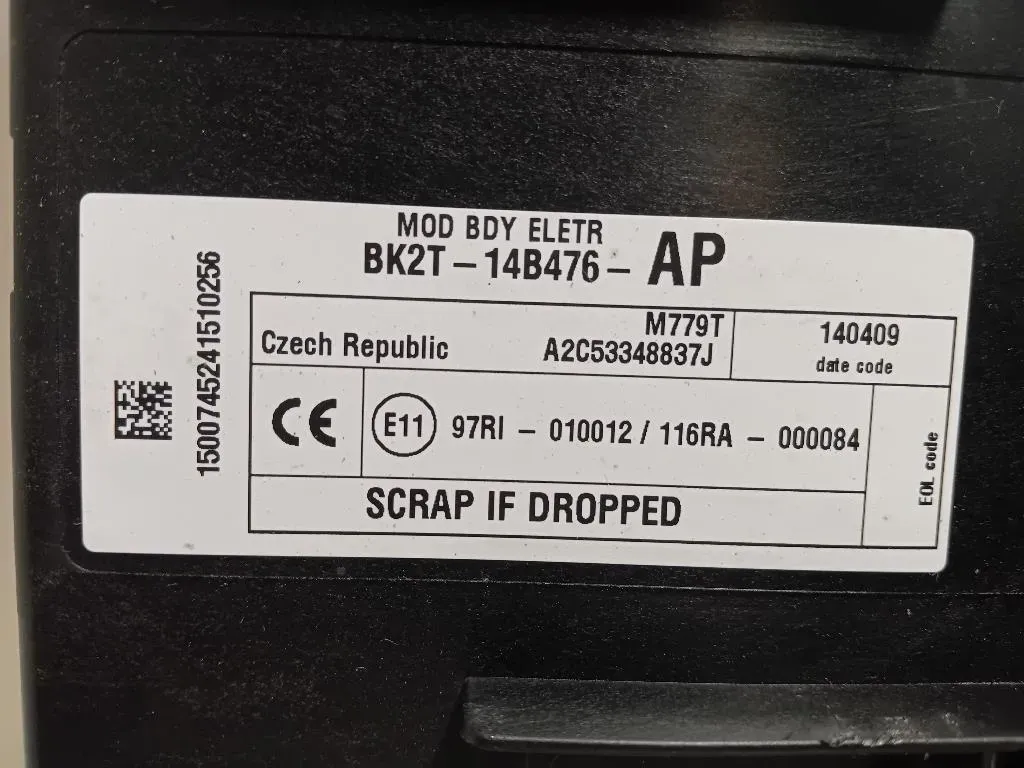 MOD BDY ELETR
BK2T - 14B476 - AP
1500745241510256
M779T
Czech Republic A2C53348837J
140409
date code
CE E11 97RI - 010012 / 116RA - 000084
EOL code
SCRAP IF DROPPED